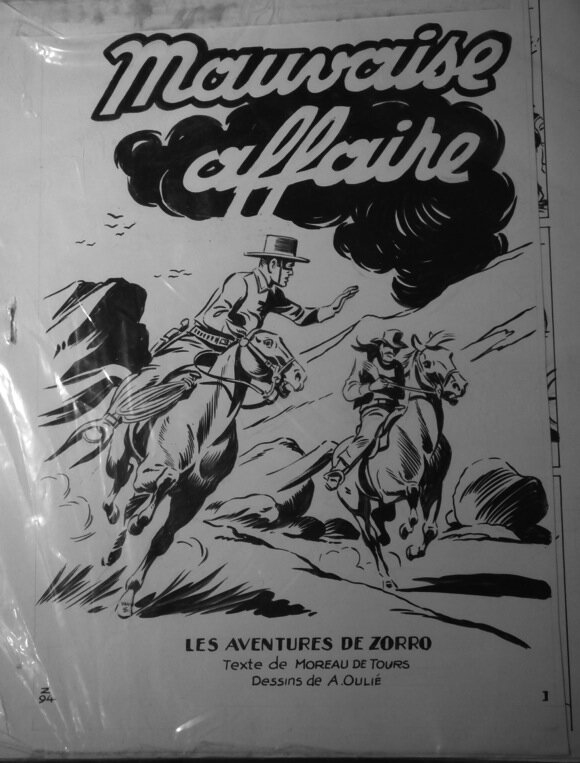 Mauvaise
affaire
LES AVENTURES DE ZORRO
Texte de MOREAU DE TOURS
Dessins de A.OULIÉ
Z
94
1